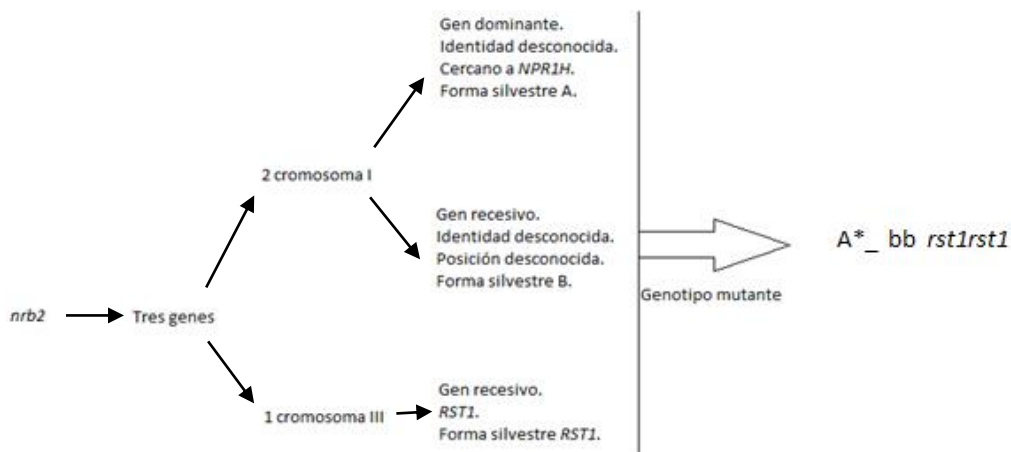 Gen dominante.
Identidad desconocida.
Cercano a NPR1H.
Forma silvestre A.
2 cromosoma I
Gen recesivo.
Identidad desconocida.
Posición desconocida.
Forma silvestre B.
A*_ bb rst1rst1
Genotipo mutante
nrb2
Tres genes
1 cromosoma III
Gen recesivo.
RST1.
Forma silvestre RST1.